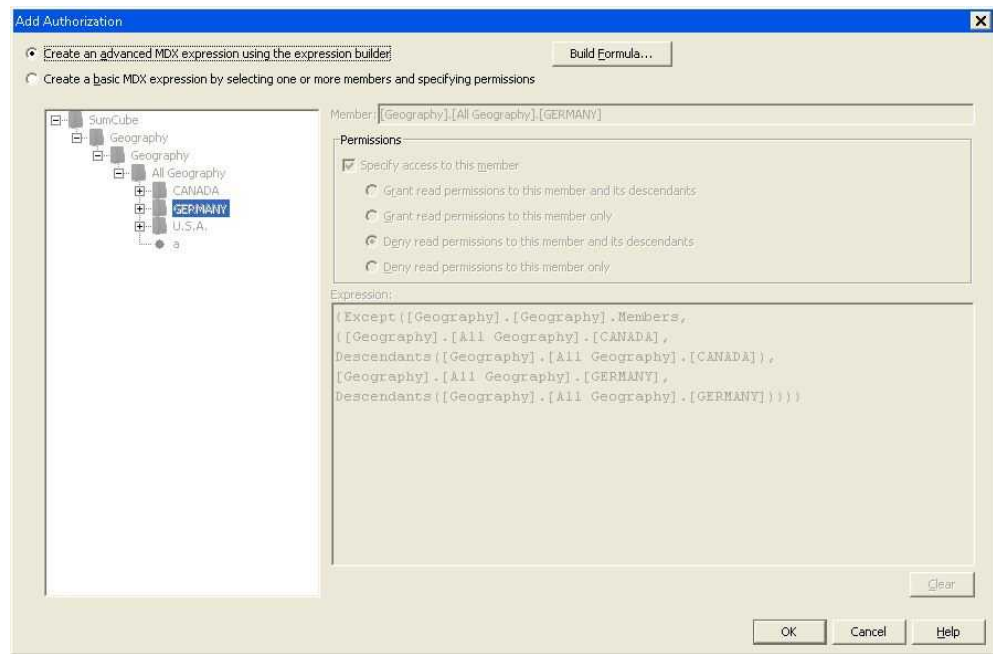 Add Authorization
Create an advanced MDX expression using the expression builder
Build Formula...
Create a basic MDX expression by selecting one or more members and specifying permissions
SumCube
Geography
Geography
All Geography
CANADA
GERMANY
U.S.A.
a
Member: [Geography].[All Geography].[GERMANY]
Permissions
Specify access to this member
Grant read permissions to this member and its descendants
Grant read permissions to this member only
Deny read permissions to this member and its descendants
Deny read permissions to this member only
Expression:
(Except([Geography].[Geography].Members,
([Geography].[All Geography].[CANADA],
Descendants([Geography].[All Geography].[CANADA]),
[Geography].[All Geography].[GERMANY],
Descendants([Geography].[All Geography].[GERMANY]))))
Clear
OK Cancel Help